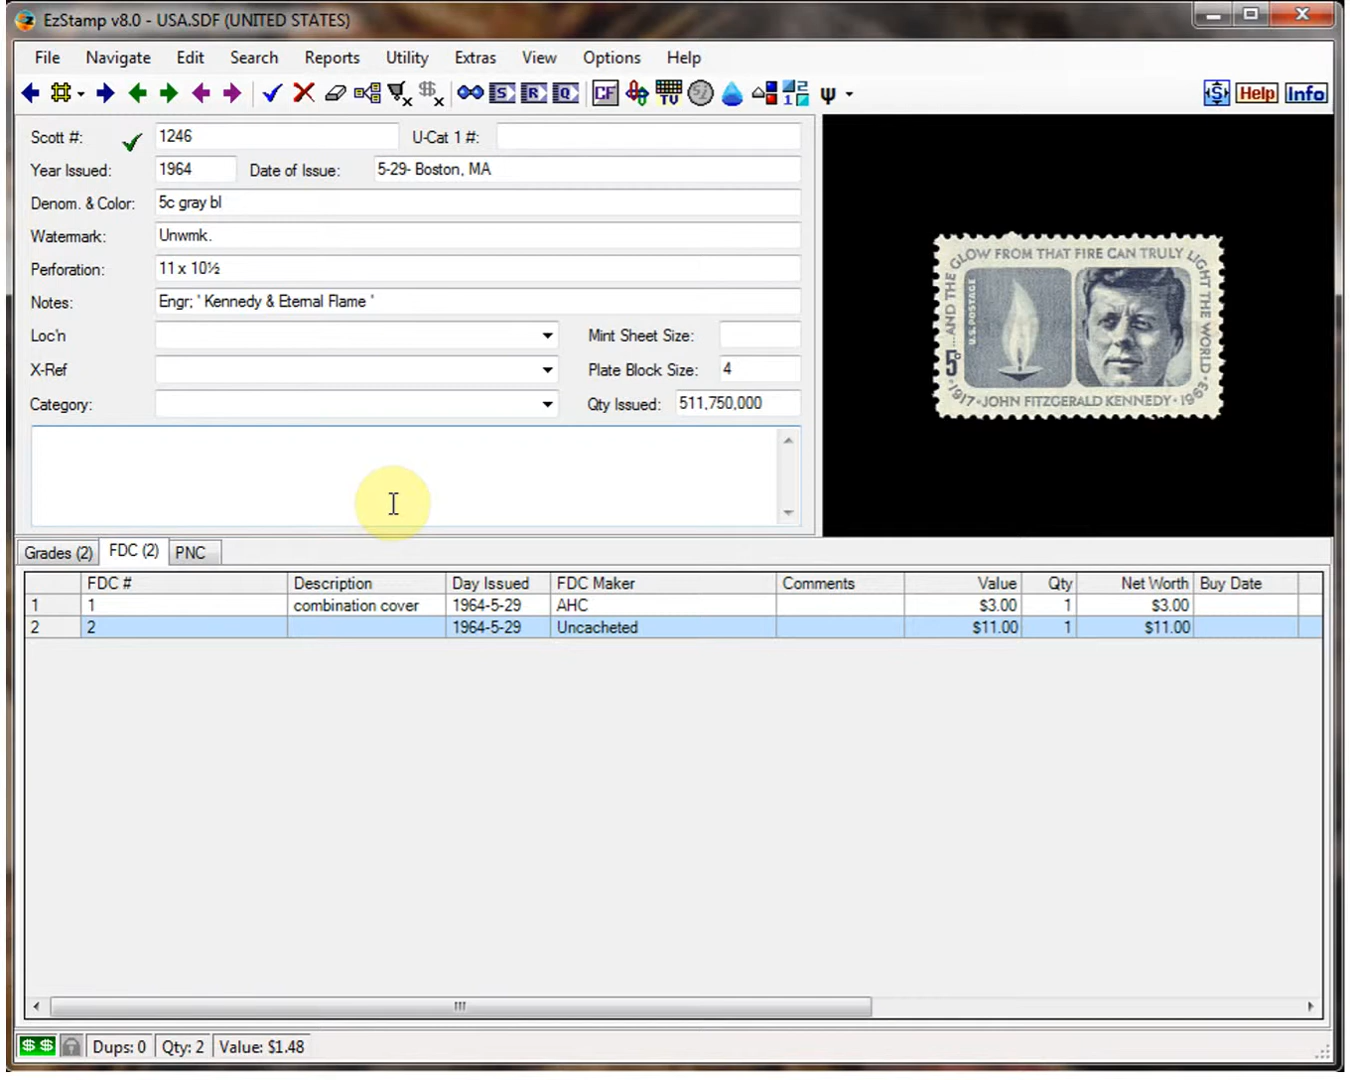 EzStamp v8.0 - USA.SDF (UNITED STATES)
File Navigate Edit Search Reports Utility Extras View Options Help
S R Q CF TV $ Help Info
Scott #: 1246 U-Cat 1 #:
Year Issued: 1964 Date of Issue: 5-29- Boston, MA
Denom. & Color: 5c gray bl
Watermark: Unwmk.
Perforation: 11 x 10½
Notes: Engr; ' Kennedy & Eternal Flame '
Loc'n Mint Sheet Size:
X-Ref Plate Block Size: 4
Category: Qty Issued: 511,750,000
...AND THE GLOW FROM THAT FIRE CAN TRULY LIGHT THE WORLD·
U.S. POSTAGE
5c
1917·JOHN FITZGERALD KENNEDY·1963
Grades (2) FDC (2) PNC
FDC # Description Day Issued FDC Maker Comments Value Qty Net Worth Buy Date
1 1 combination cover 1964-5-29 AHC $3.00 1 $3.00
2 2 1964-5-29 Uncacheted $11.00 1 $11.00
$ $ Dups: 0 Qty: 2 Value: $1.48